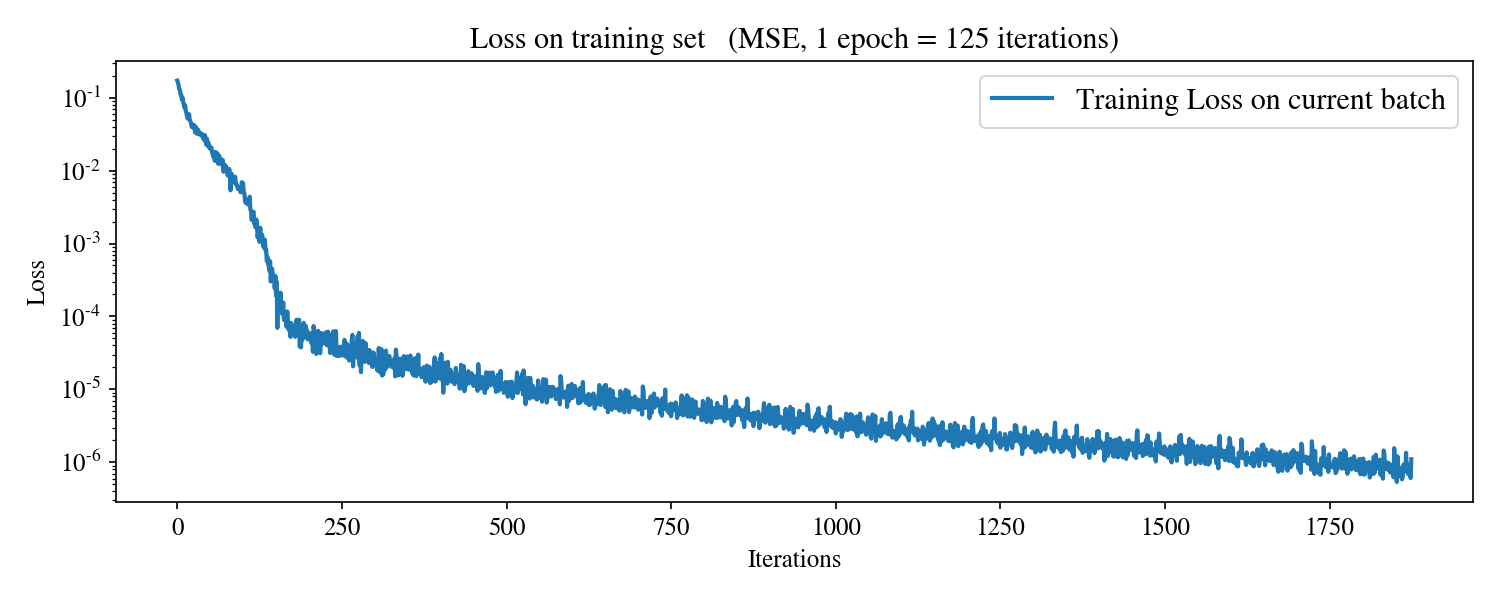 Loss on training set (MSE, 1 epoch = 125 iterations)
Training Loss on current batch
Loss
10-1
10-2
10-3
10-4
10-5
10-6
0 250 500 750 1000 1250 1500 1750
Iterations